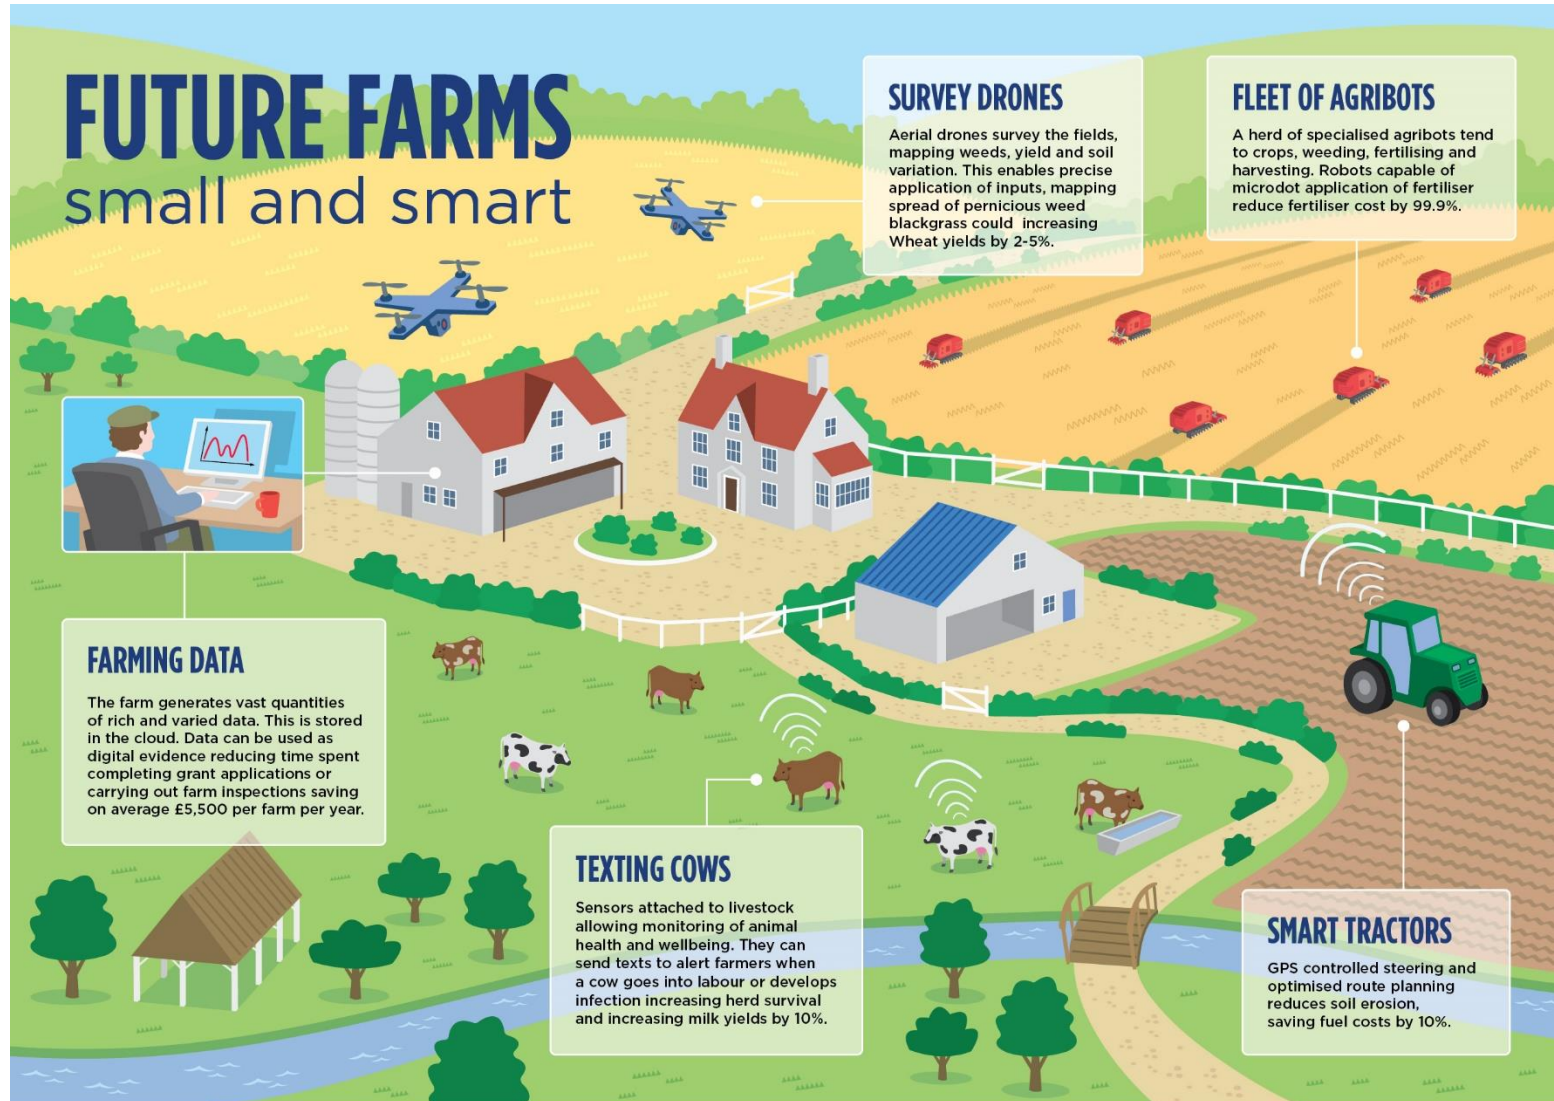 FUTURE FARMS
small and smart
SURVEY DRONES
Aerial drones survey the fields,
mapping weeds, yield and soil
variation. This enables precise
application of inputs, mapping
spread of pernicious weed
blackgrass could  increasing
Wheat yields by 2-5%.
FLEET OF AGRIBOTS
A herd of specialised agribots tend
to crops, weeding, fertilising and
harvesting. Robots capable of
microdot application of fertiliser
reduce fertiliser cost by 99.9%.
FARMING DATA
The farm generates vast quantities
of rich and varied data. This is stored
in the cloud. Data can be used as
digital evidence reducing time spent
completing grant applications or
carrying out farm inspections saving
on average £5,500 per farm per year.
TEXTING COWS
Sensors attached to livestock
allowing monitoring of animal
health and wellbeing. They can
send texts to alert farmers when
a cow goes into labour or develops
infection increasing herd survival
and increasing milk yields by 10%.
SMART TRACTORS
GPS controlled steering and
optimised route planning
reduces soil erosion,
saving fuel costs by 10%.